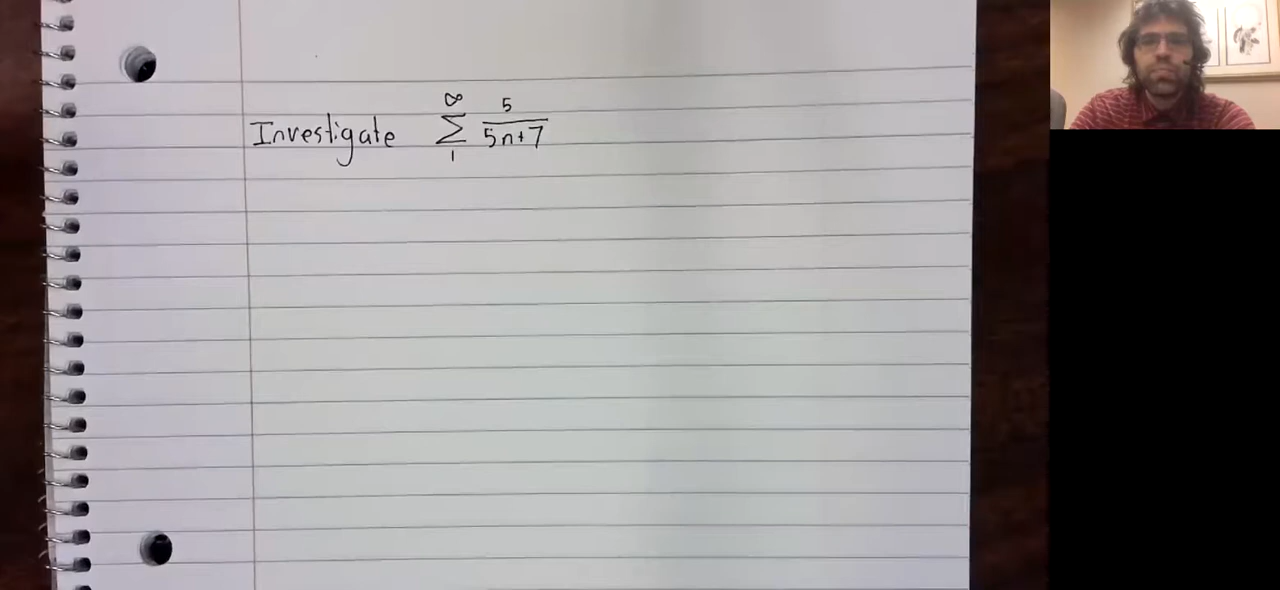 Investigate ∞ ∑ 1 5/(5n+7)